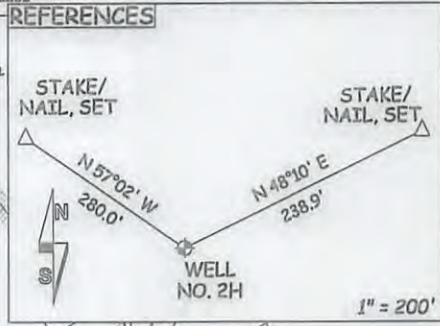 REFERENCES
STAKE/
NAIL, SET
STAKE/
NAIL, SET
N 57°02' W
280.0'
N 48°10' E
238.9'
N
S
WELL
NO. 2H
1" = 200'